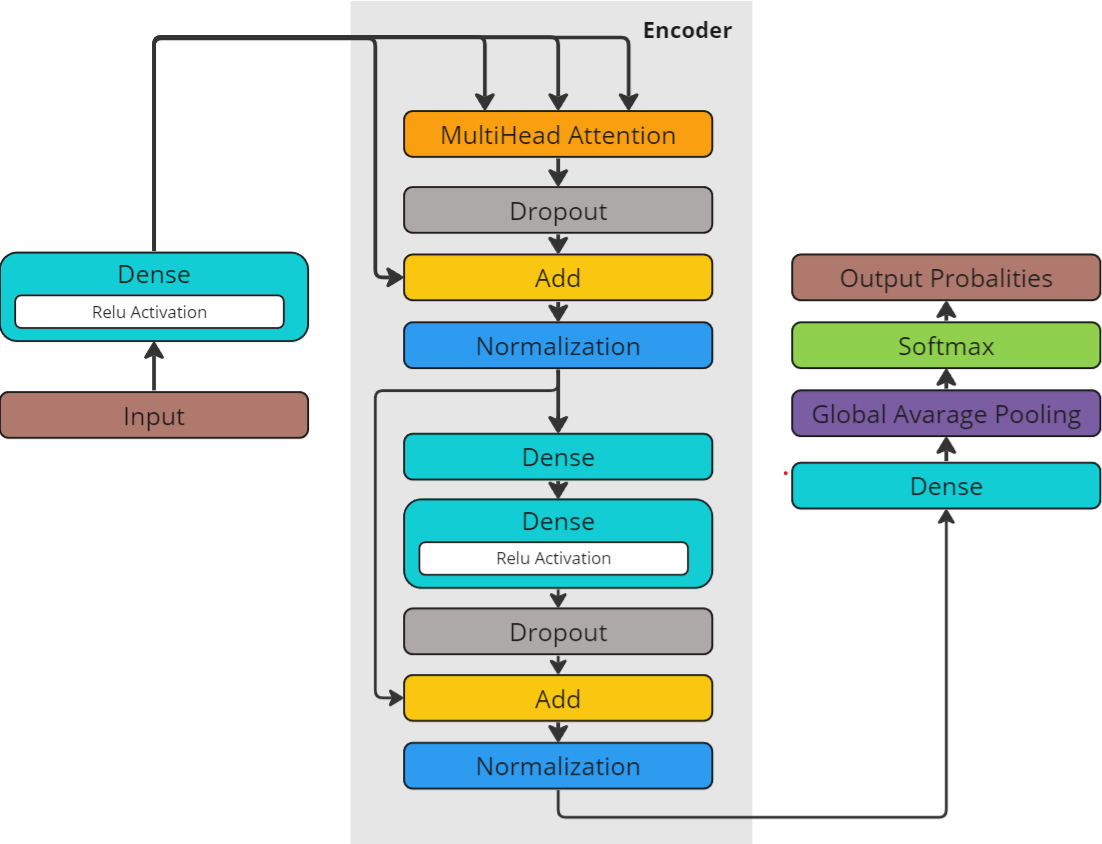 Encoder
MultiHead Attention
Dropout
Add
Normalization
Dense
Relu Activation
Input
Dense
Dense
Relu Activation
Dropout
Add
Normalization
Output Probalities
Softmax
Global Avarage Pooling
Dense